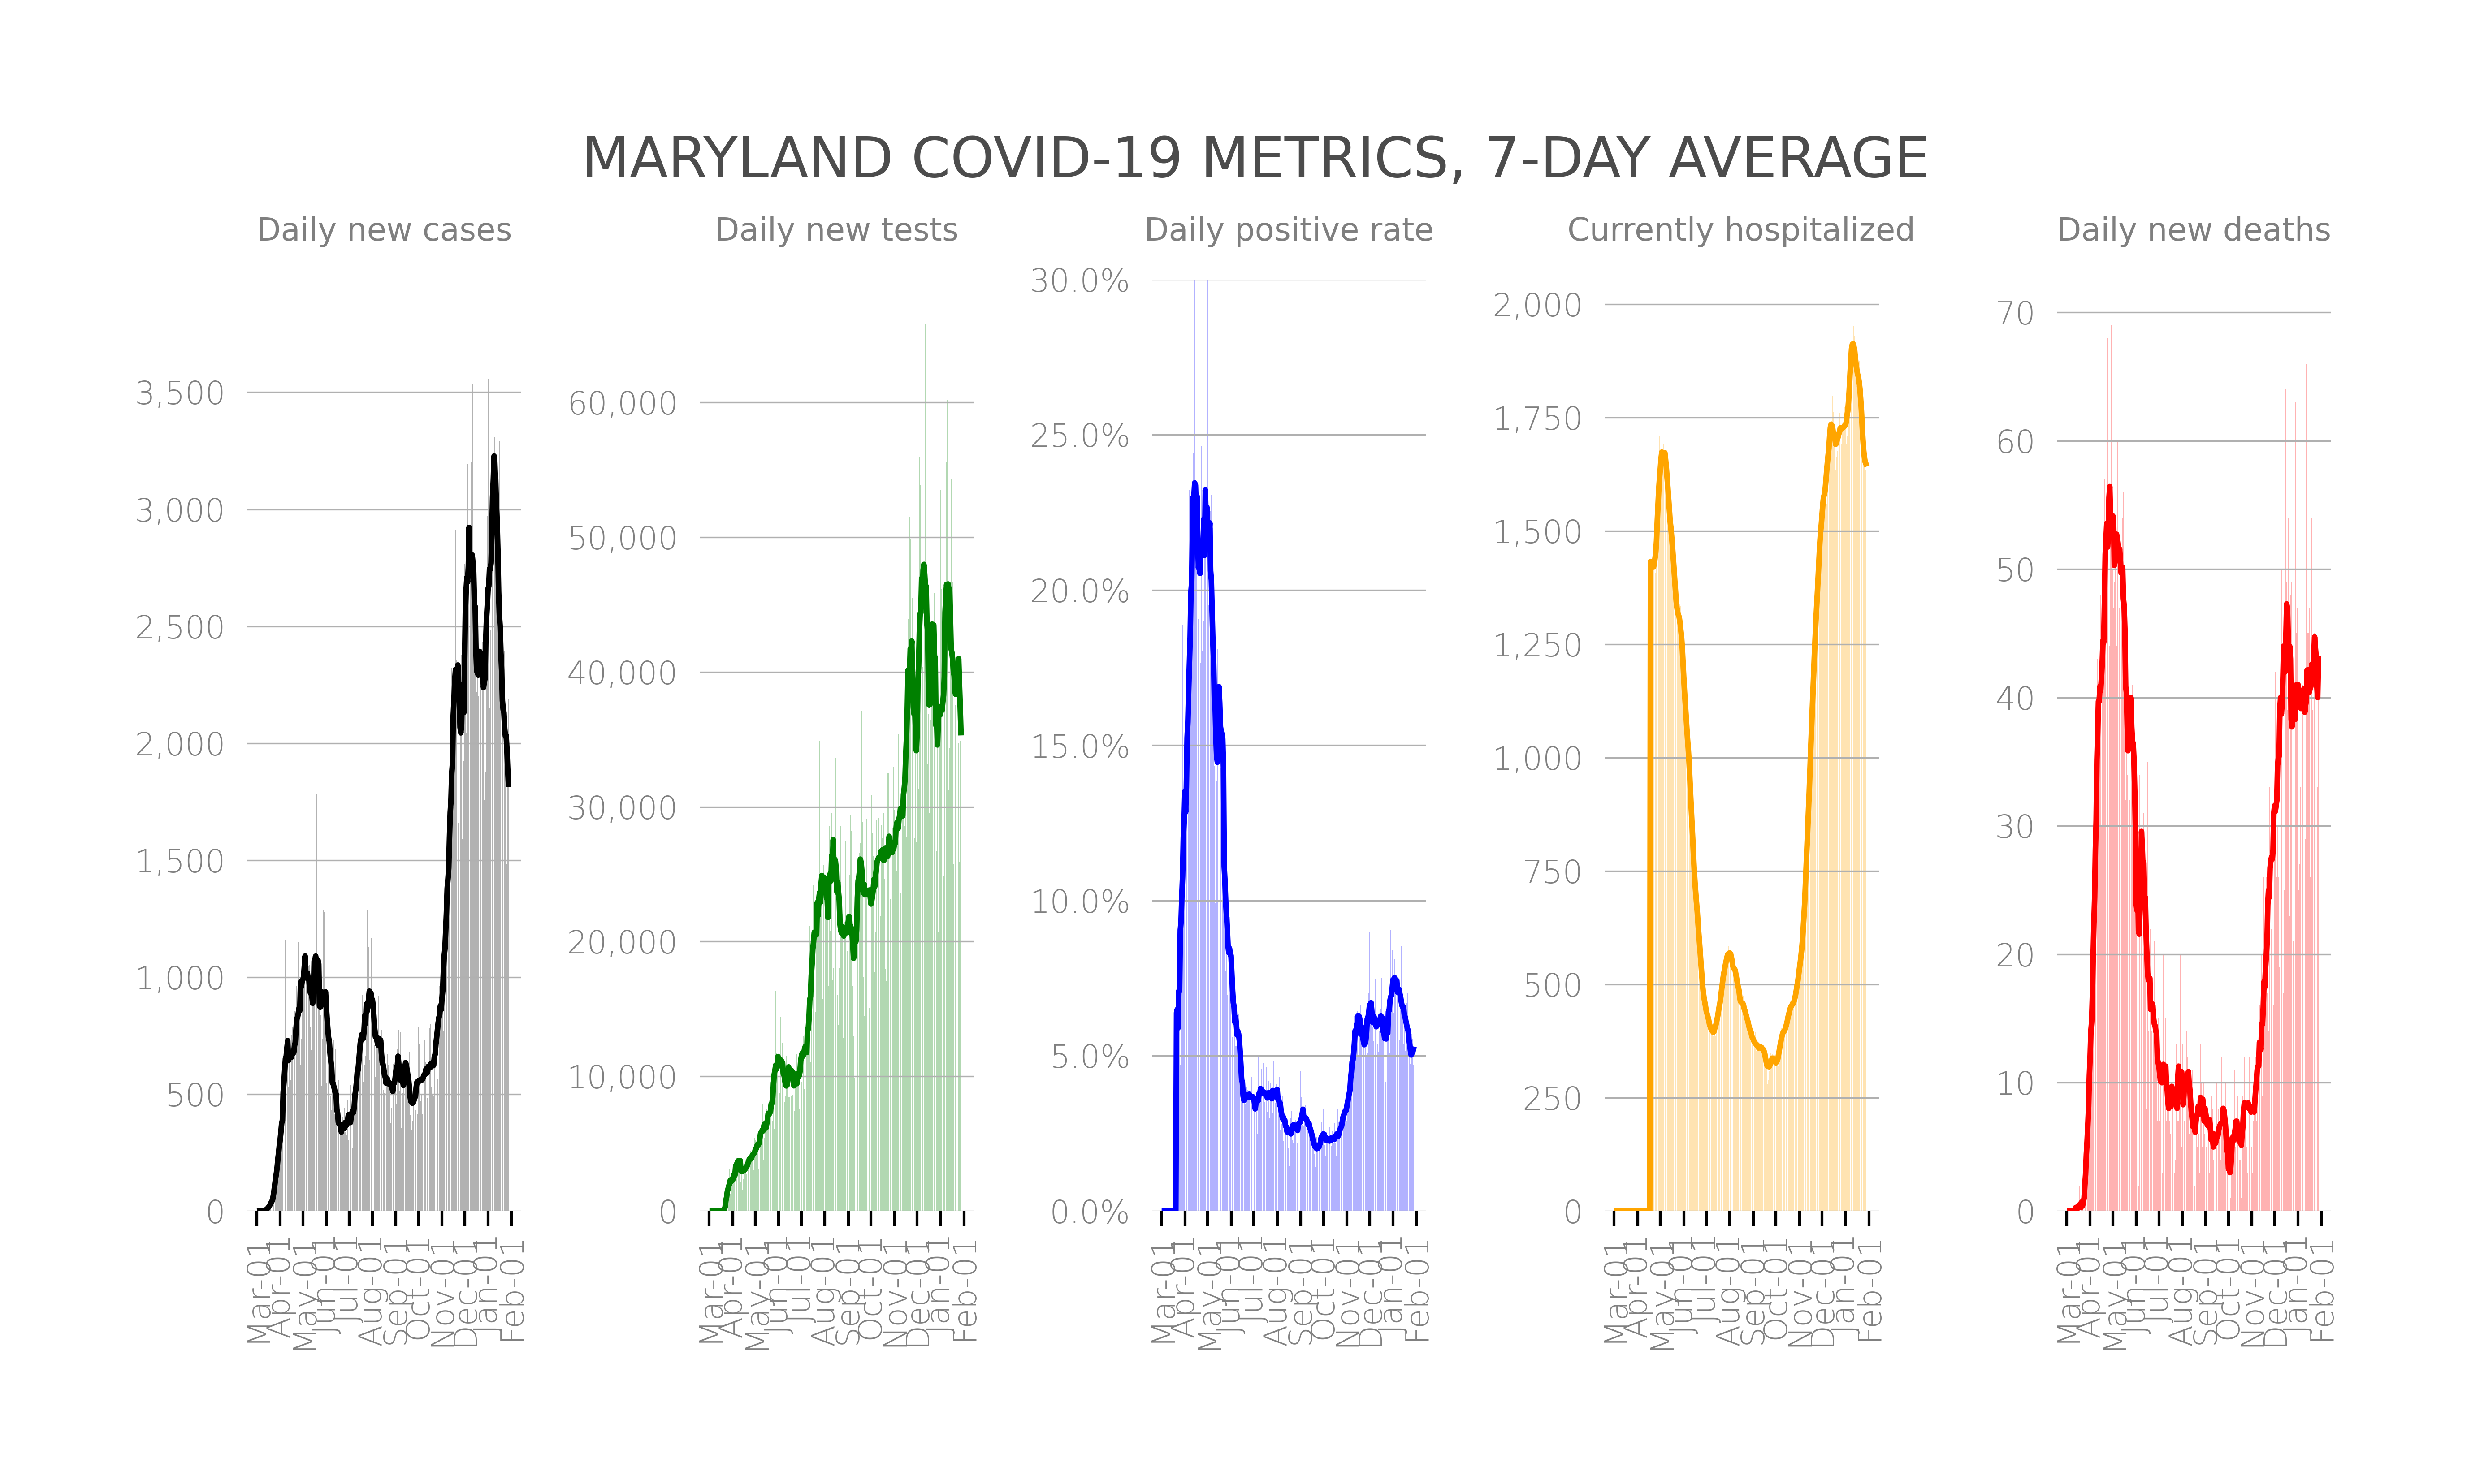 MARYLAND COVID-19 METRICS, 7-DAY AVERAGE
Daily new cases
3,500
3,000
2,500
2,000
1,500
1,000
500
0
Mar-01
Apr-01
May-01
Jun-01
Jul-01
Aug-01
Sep-01
Oct-01
Nov-01
Dec-01
Jan-01
Feb-01
Daily new tests
60,000
50,000
40,000
30,000
20,000
10,000
0
Mar-01
Apr-01
May-01
Jun-01
Jul-01
Aug-01
Sep-01
Oct-01
Nov-01
Dec-01
Jan-01
Feb-01
Daily positive rate
30.0%
25.0%
20.0%
15.0%
10.0%
5.0%
0.0%
Mar-01
Apr-01
May-01
Jun-01
Jul-01
Aug-01
Sep-01
Oct-01
Nov-01
Dec-01
Jan-01
Feb-01
Currently hospitalized
2,000
1,750
1,500
1,250
1,000
750
500
250
0
Mar-01
Apr-01
May-01
Jun-01
Jul-01
Aug-01
Sep-01
Oct-01
Nov-01
Dec-01
Jan-01
Feb-01
Daily new deaths
70
60
50
40
30
20
10
0
Mar-01
Apr-01
May-01
Jun-01
Jul-01
Aug-01
Sep-01
Oct-01
Nov-01
Dec-01
Jan-01
Feb-01